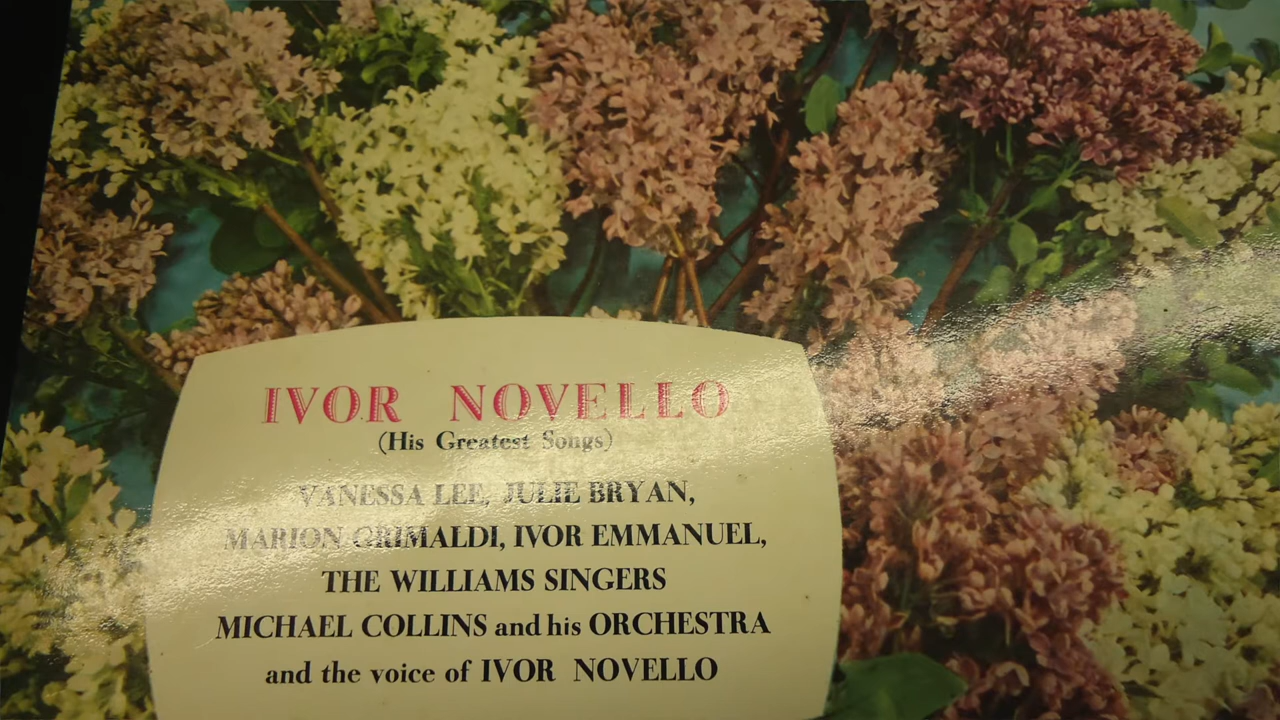 IVOR NOVELLO
(His Greatest Songs)
VANESSA LEE, JULIE BRYAN,
MARION GRIMALDI, IVOR EMMANUEL,
THE WILLIAMS SINGERS
MICHAEL COLLINS and his ORCHESTRA
and the voice of IVOR NOVELLO